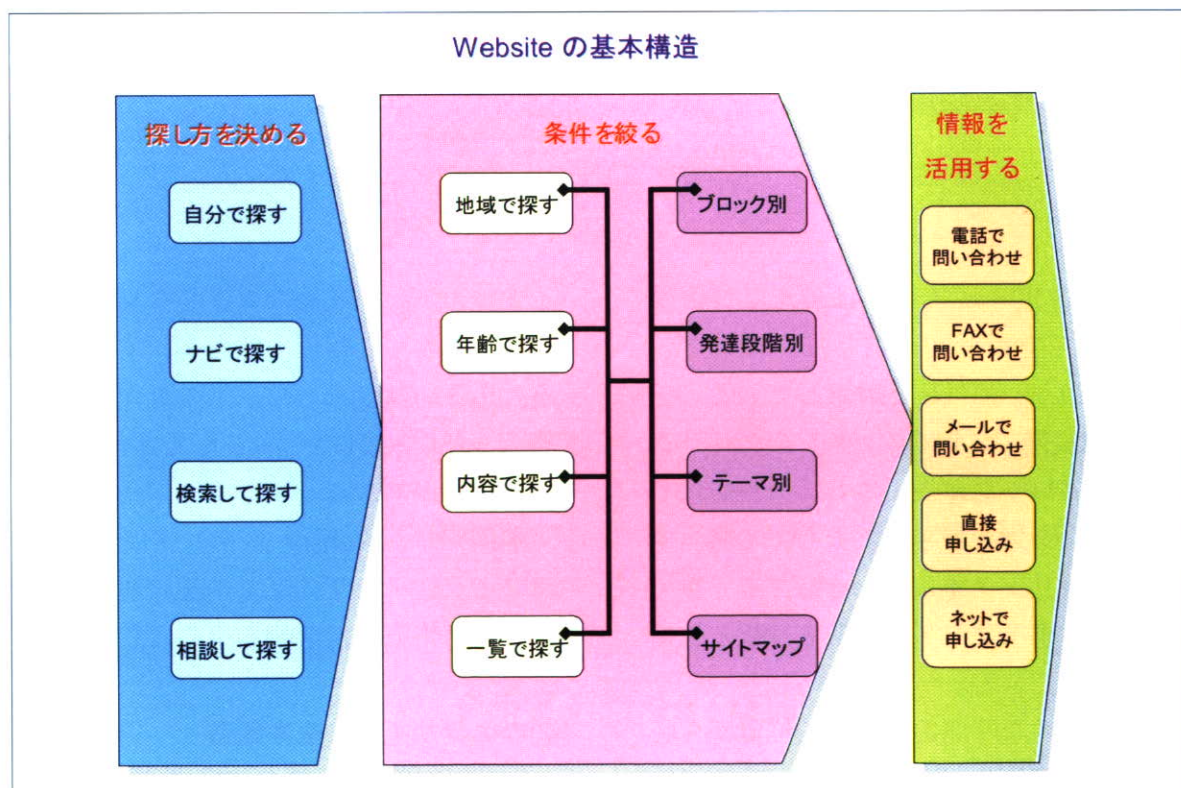 Website の基本構造
探し方を決める
自分で探す
ナビで探す
検索して探す
相談して探す
条件を絞る
地域で探す
年齢で探す
内容で探す
一覧で探す
ブロック別
発達段階別
テーマ別
サイトマップ
情報を
活用する
電話で
問い合わせ
FAXで
問い合わせ
メールで
問い合わせ
直接
申し込み
ネットで
申し込み